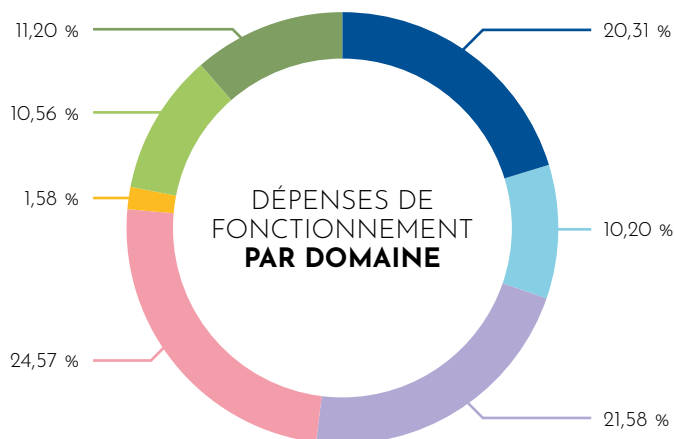 11,20 %
20,31 %
10,56 %
1,58 %
DÉPENSES DE
FONCTIONNEMENT
PAR DOMAINE
10,20 %
24,57 %
21,58 %